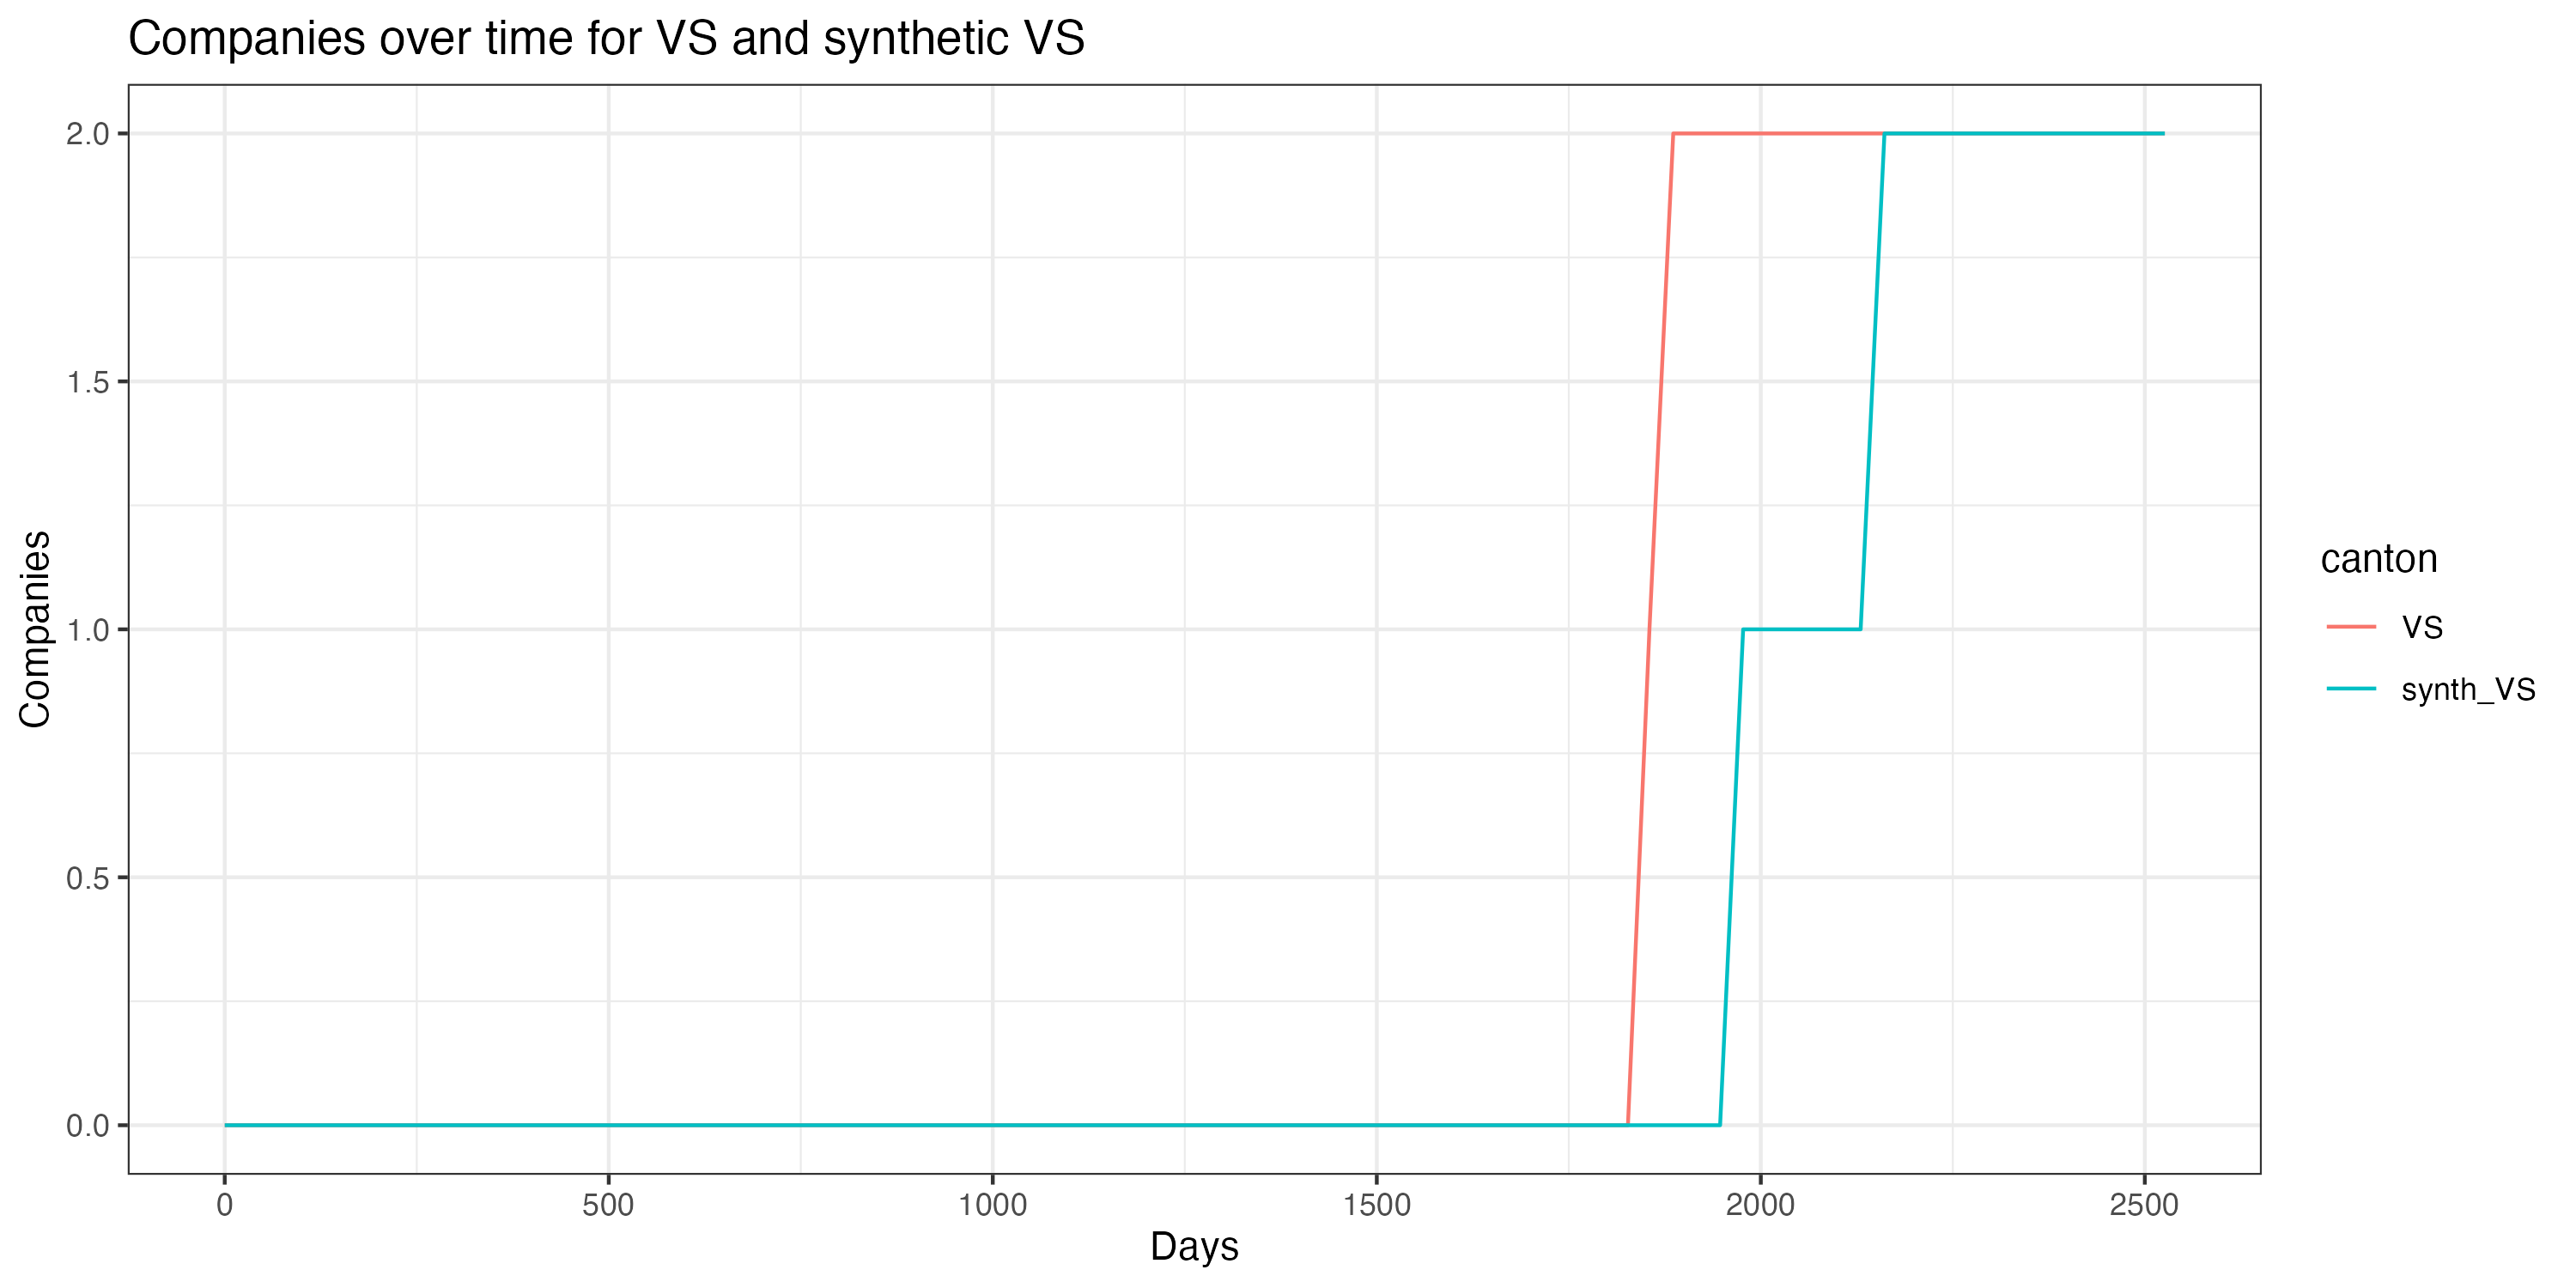 Companies over time for VS and synthetic VS
2.0
1.5
1.0
0.5
0.0
Companies
0
500
1000
1500
2000
2500
Days
canton
VS
synth_VS